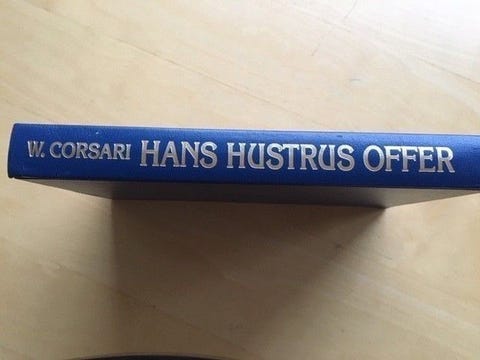 W. CORSARI HANS HUSTRUS OFFER